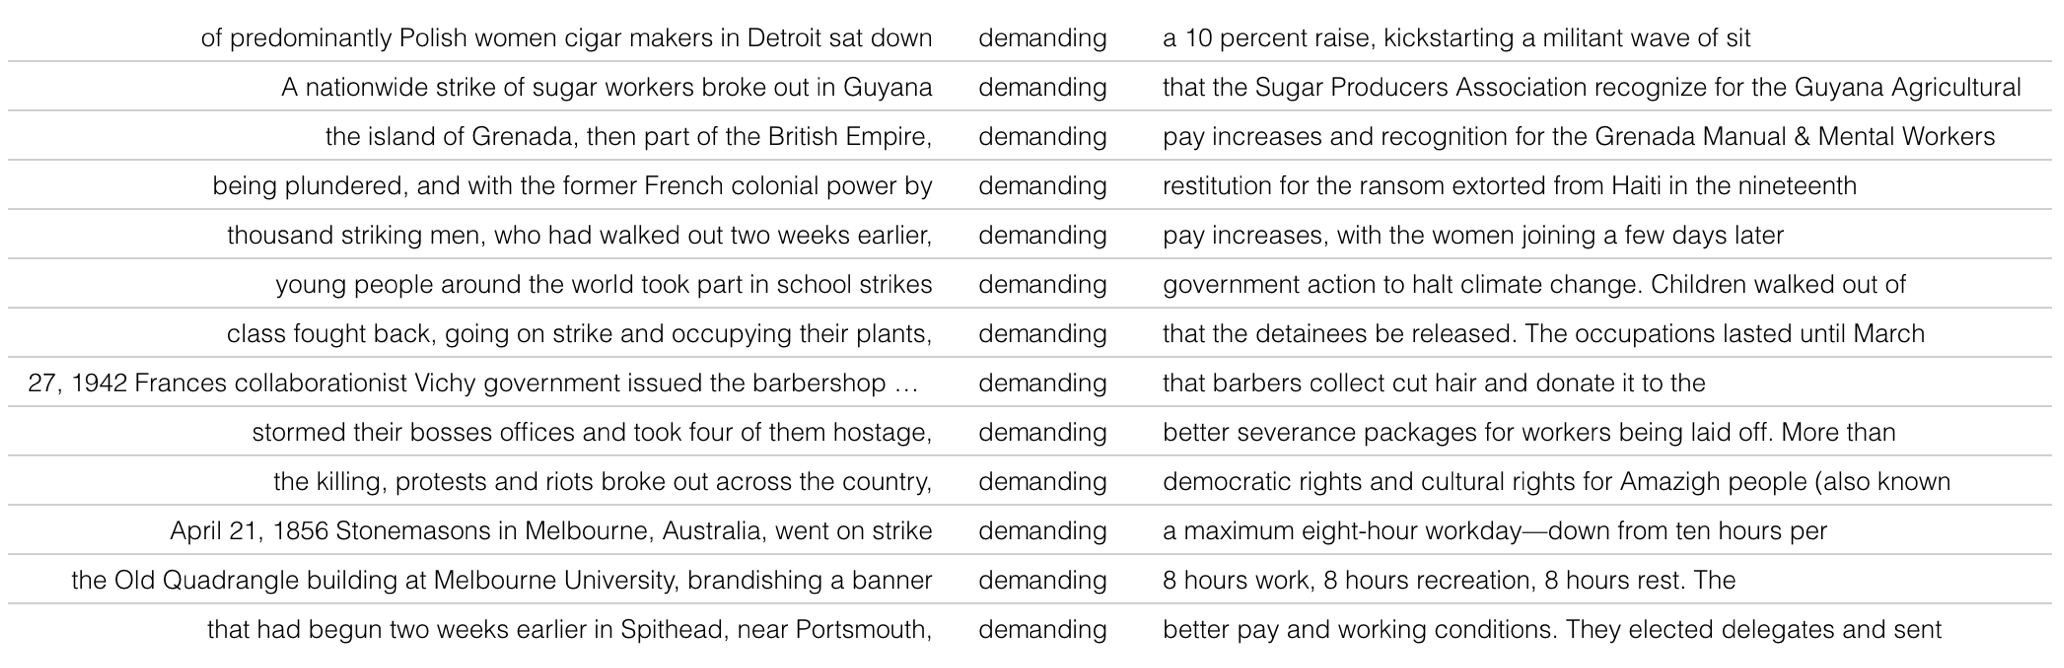 of predominantly Polish women cigar makers in Detroit sat down demanding a 10 percent raise, kickstarting a militant wave of sit
A nationwide strike of sugar workers broke out in Guyana demanding that the Sugar Producers Association recognize for the Guyana Agricultural
the island of Grenada, then part of the British Empire, demanding pay increases and recognition for the Grenada Manual & Mental Workers
being plundered, and with the former French colonial power by demanding restitution for the ransom extorted from Haiti in the nineteenth
thousand striking men, who had walked out two weeks earlier, demanding pay increases, with the women joining a few days later
young people around the world took part in school strikes demanding government action to halt climate change. Children walked out of
class fought back, going on strike and occupying their plants, demanding that the detainees be released. The occupations lasted until March
27, 1942 Frances collaborationist Vichy government issued the barbershop … demanding that barbers collect cut hair and donate it to the
stormed their bosses offices and took four of them hostage, demanding better severance packages for workers being laid off. More than
the killing, protests and riots broke out across the country, demanding democratic rights and cultural rights for Amazigh people (also known
April 21, 1856 Stonemasons in Melbourne, Australia, went on strike demanding a maximum eight-hour workday—down from ten hours per
the Old Quadrangle building at Melbourne University, brandishing a banner demanding 8 hours work, 8 hours recreation, 8 hours rest. The
that had begun two weeks earlier in Spithead, near Portsmouth, demanding better pay and working conditions. They elected delegates and sent